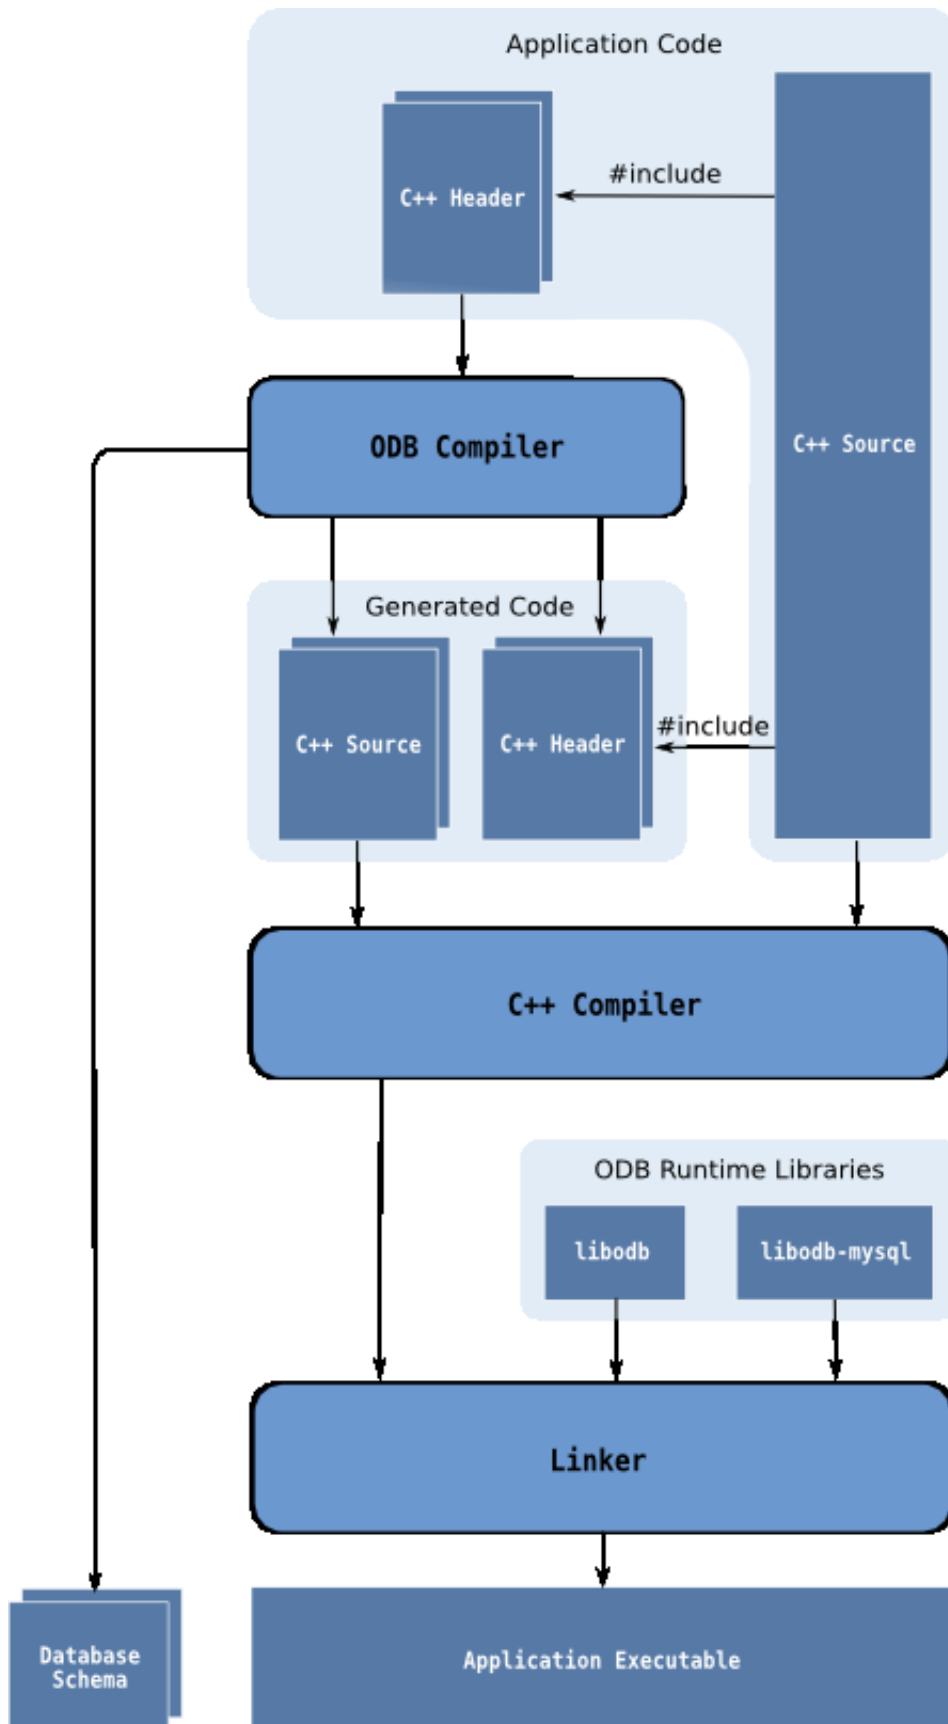 Application Code
#include
C++ Header
ODB Compiler
C++ Source
Generated Code
C++ Source
C++ Header
#include
C++ Compiler
ODB Runtime Libraries
libodb
libodb-mysql
Linker
Database
Schema
Application Executable